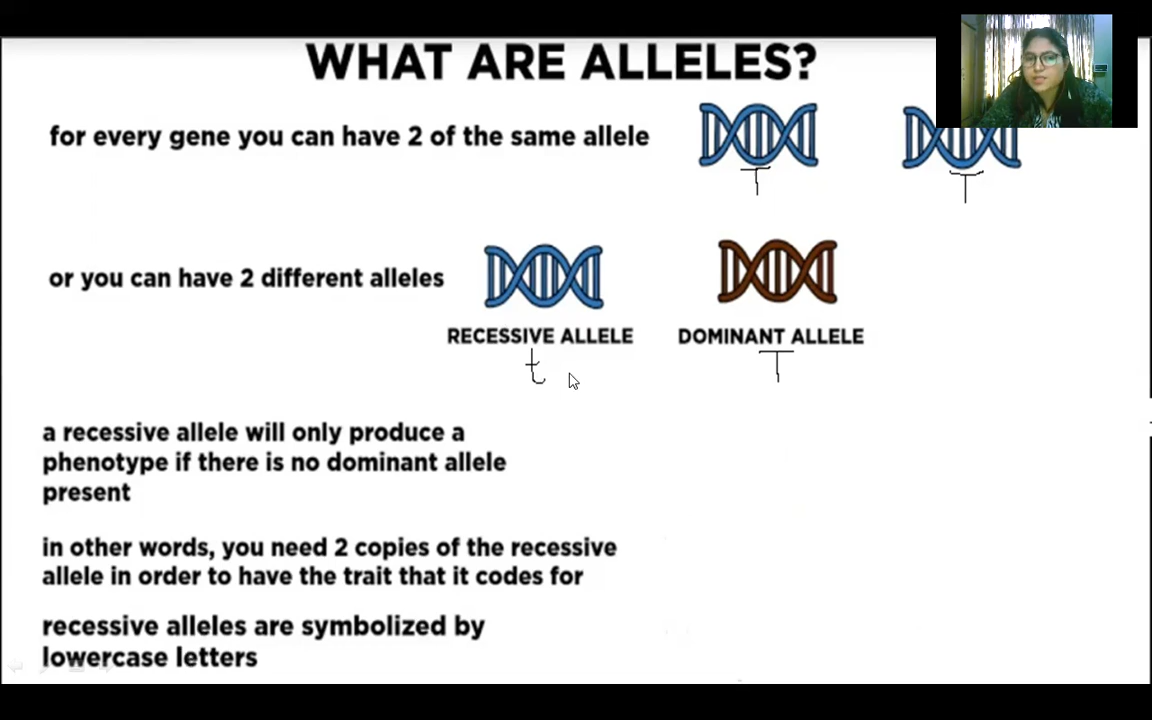 WHAT ARE ALLELES?
for every gene you can have 2 of the same allele
T T
or you can have 2 different alleles
RECESSIVE ALLELE DOMINANT ALLELE
t T
a recessive allele will only produce a
phenotype if there is no dominant allele
present
in other words, you need 2 copies of the recessive
allele in order to have the trait that it codes for
recessive alleles are symbolized by
lowercase letters